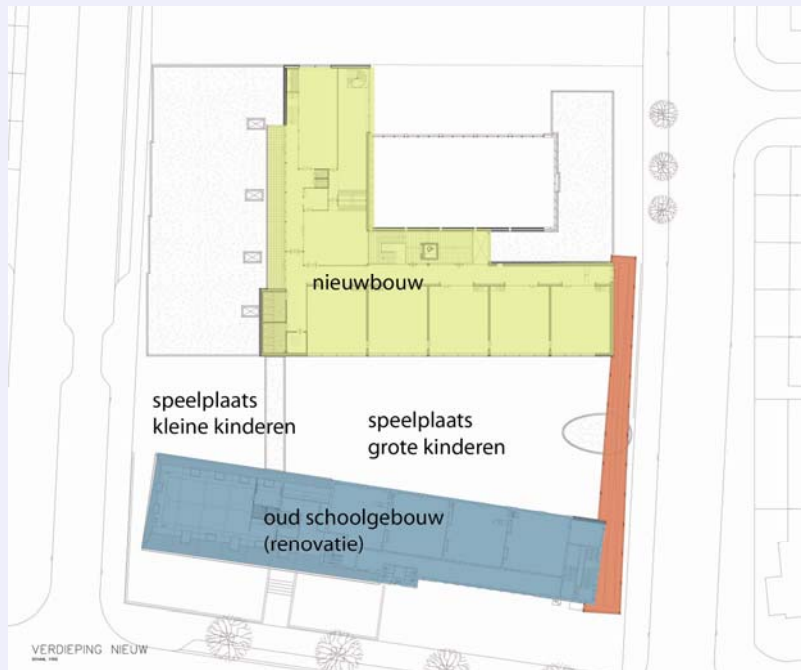 nieuwbouw
speelplaats
kleine kinderen
speelplaats
grote kinderen
oud schoolgebouw
(renovatie)
VERDIEPING NIEUW